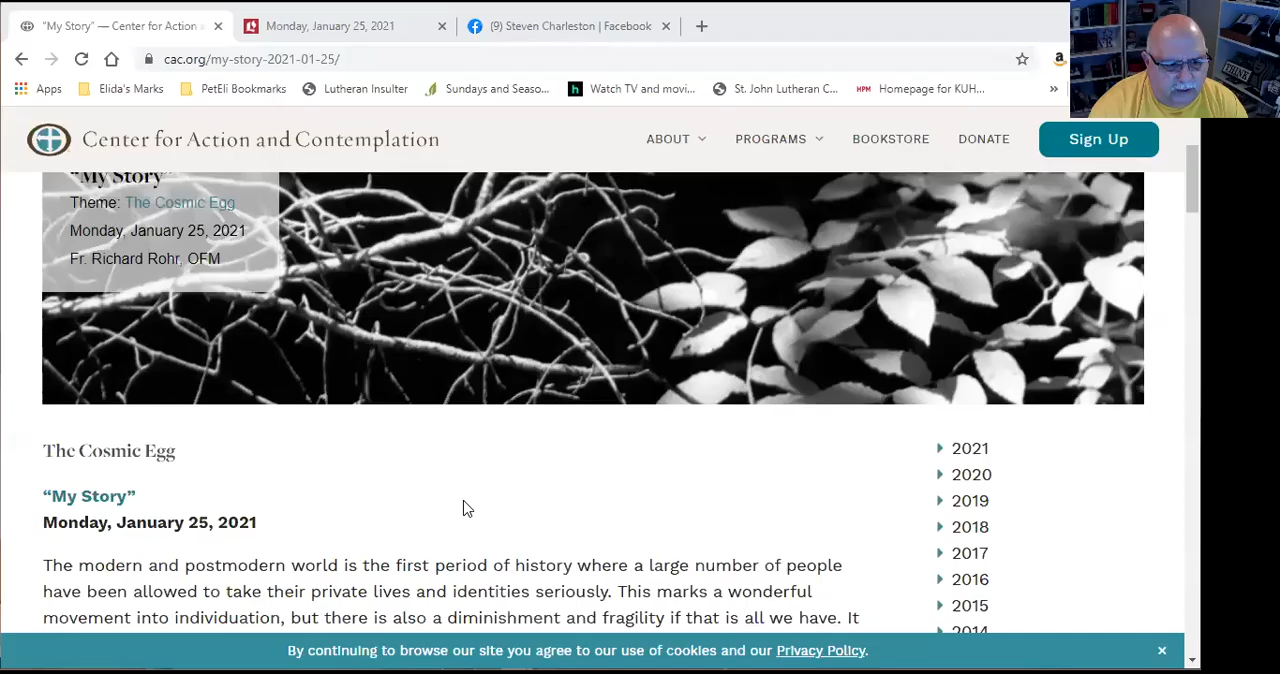 "My Story" — Center for Action a
Monday, January 25, 2021
(9) Steven Charleston | Facebook
cac.org/my-story-2021-01-25/
Apps
Elida's Marks
PetEli Bookmarks
Lutheran Insulter
Sundays and Seaso...
Watch TV and movi...
St. John Lutheran C...
HPM
Homepage for KUH...
»
THINK
Center for Action and Contemplation
ABOUT
PROGRAMS
BOOKSTORE
DONATE
Sign Up
"My Story"
Theme: The Cosmic Egg
Monday, January 25, 2021
Fr. Richard Rohr, OFM
The Cosmic Egg
"My Story"
Monday, January 25, 2021
The modern and postmodern world is the first period of history where a large number of people
have been allowed to take their private lives and identities seriously. This marks a wonderful
movement into individuation, but there is also a diminishment and fragility if that is all we have. It
2021
2020
2019
2018
2017
2016
2015
2014
By continuing to browse our site you agree to our use of cookies and our Privacy Policy.